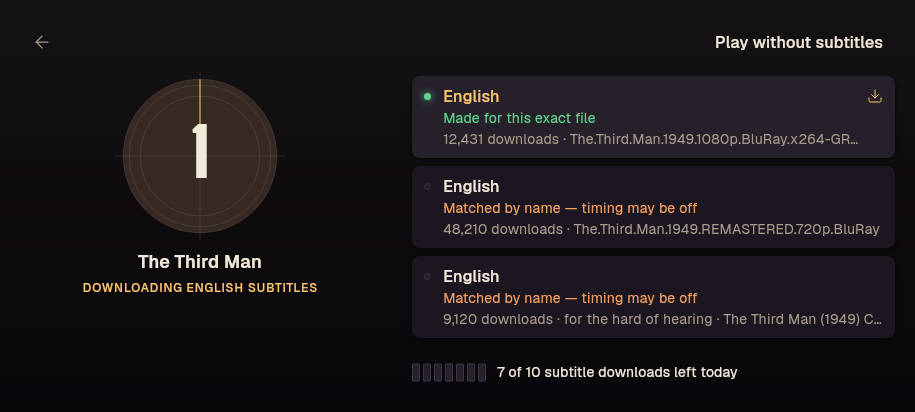 Play without subtitles
1
The Third Man
DOWNLOADING ENGLISH SUBTITLES
English
Made for this exact file
12,431 downloads · The.Third.Man.1949.1080p.BluRay.x264-GR…
English
Matched by name — timing may be off
48,210 downloads · The.Third.Man.1949.REMASTERED.720p.BluRay
English
Matched by name — timing may be off
9,120 downloads · for the hard of hearing · The Third Man (1949) C…
7 of 10 subtitle downloads left today